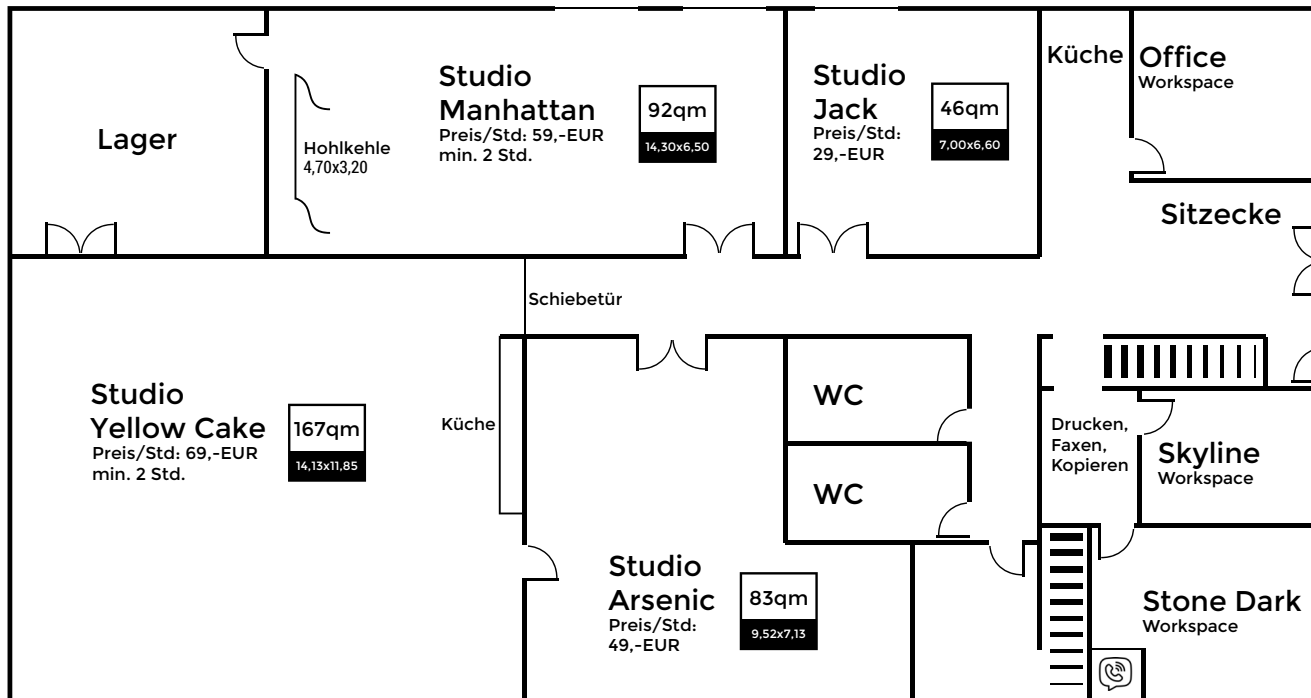 Lager
Hohlkehle
4,70x3,20
Studio
Manhattan
Preis/Std: 59,-EUR
min. 2 Std.
92qm
14,30x6,50
Studio
Jack
Preis/Std:
29,-EUR
46qm
7,00x6,60
Küche
Office
Workspace
Sitzecke
Schiebetür
Studio
Yellow Cake
Preis/Std: 69,-EUR
min. 2 Std.
167qm
14,13x11,85
Küche
WC
WC
Drucken,
Faxen,
Kopieren
Skyline
Workspace
Studio
Arsenic
Preis/Std:
49,-EUR
83qm
9,52x7,13
Stone Dark
Workspace